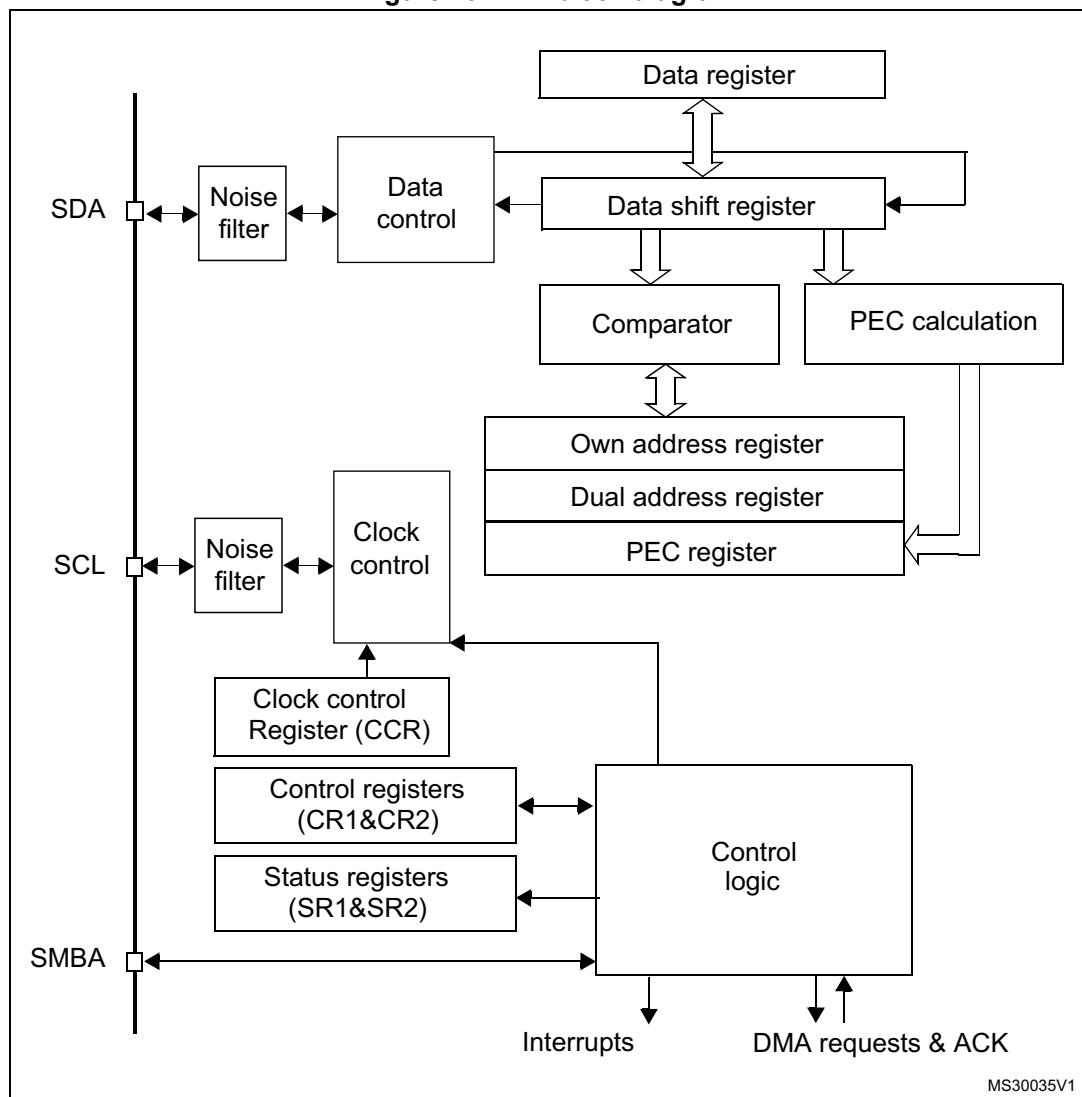 Data register
Data
control
Noise
filter
SDA
Data shift register
Comparator
PEC calculation
Own address register
Dual address register
PEC register
Clock
control
Noise
filter
SCL
Clock control
Register (CCR)
Control registers
(CR1&CR2)
Control
logic
Status registers
(SR1&SR2)
SMBA
Interrupts
DMA requests & ACK
MS30035V1